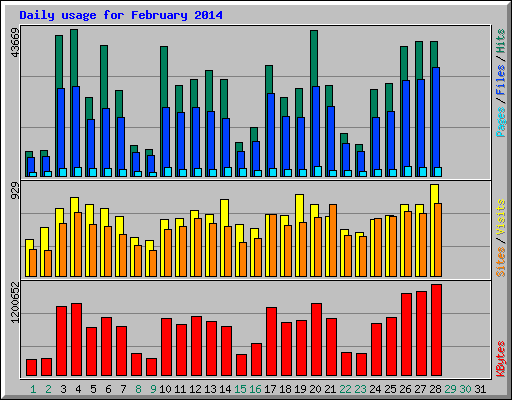 Daily usage for February 2014
43669
Pages / Files / Hits
929
Sites / Visits
1200652
KBytes
1 2 3 4 5 6 7 8 9 10 11 12 13 14 15 16 17 18 19 20 21 22 23 24 25 26 27 28 29 30 31